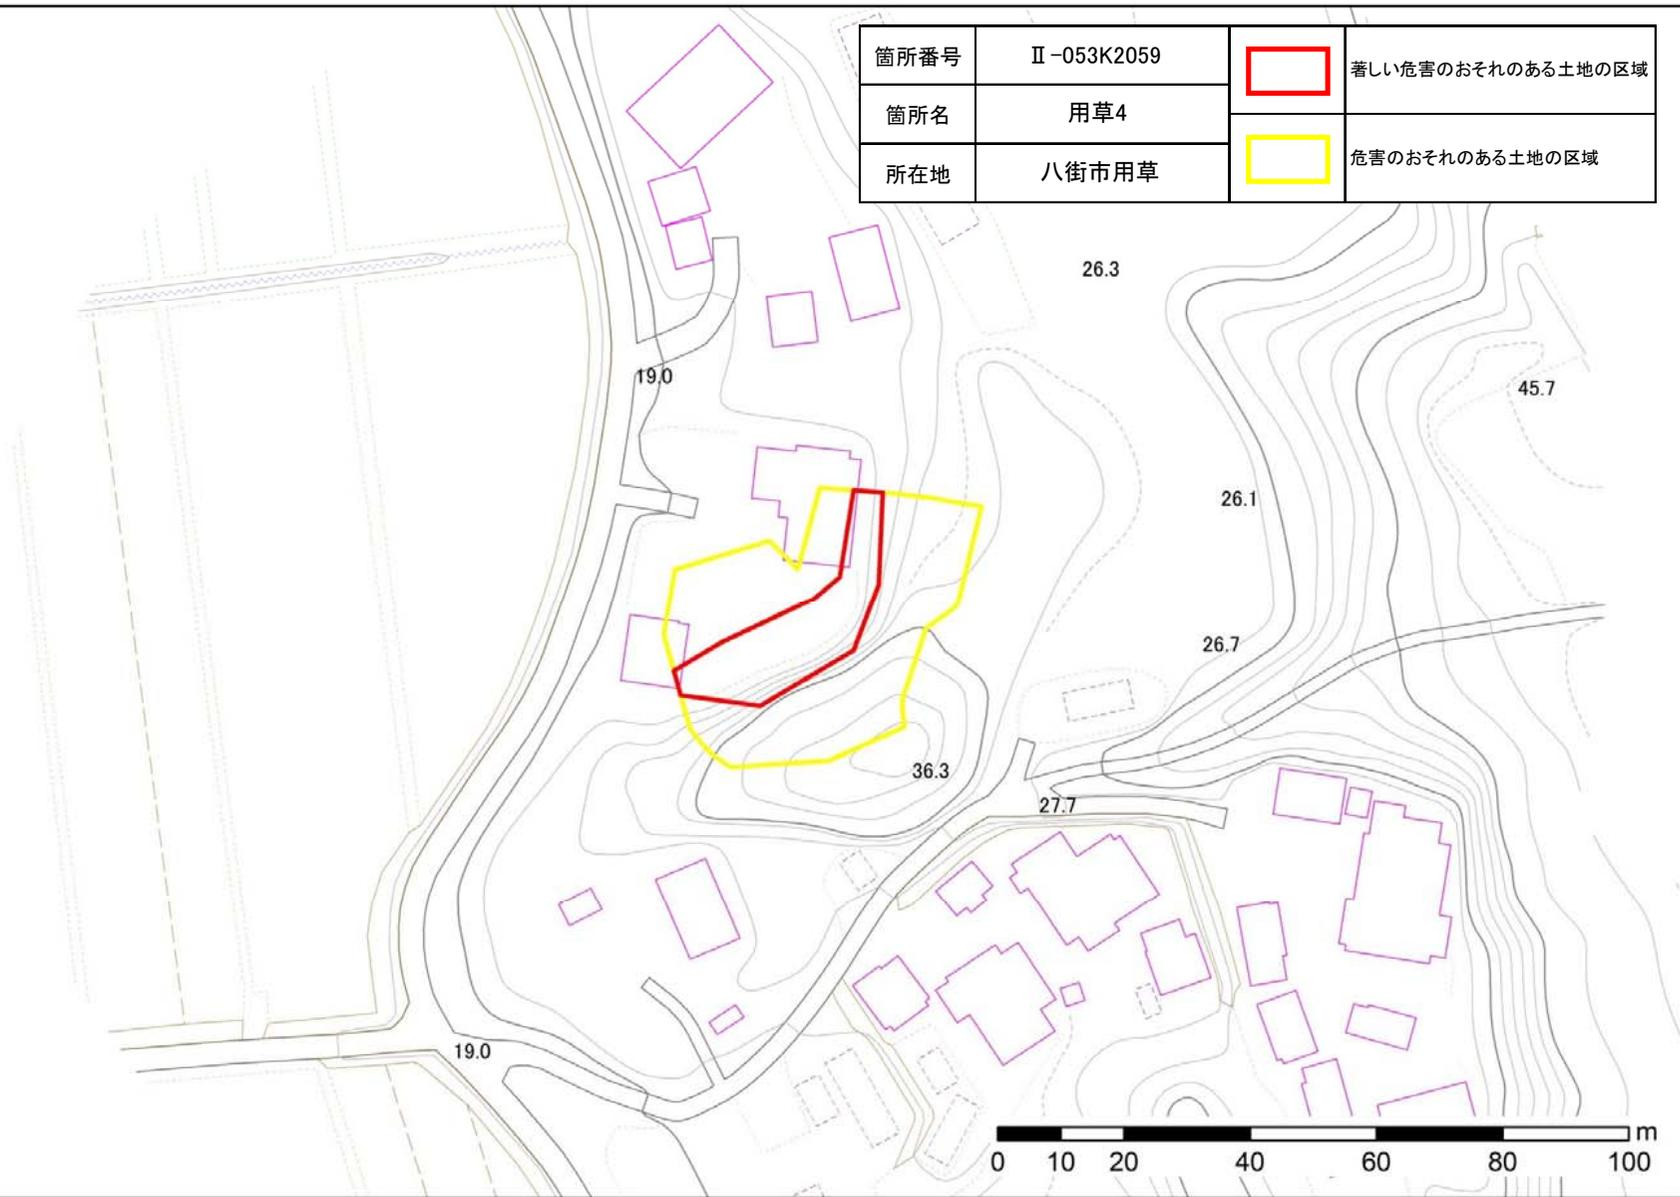 箇所番号 Ⅱ-053K2059
箇所名 用草4
所在地 八街市用草
著しい危害のおそれのある土地の区域
危害のおそれのある土地の区域
26.3
19.0
45.7
26.1
26.7
36.3
27.7
19.0
m
0 10 20 40 60 80 100